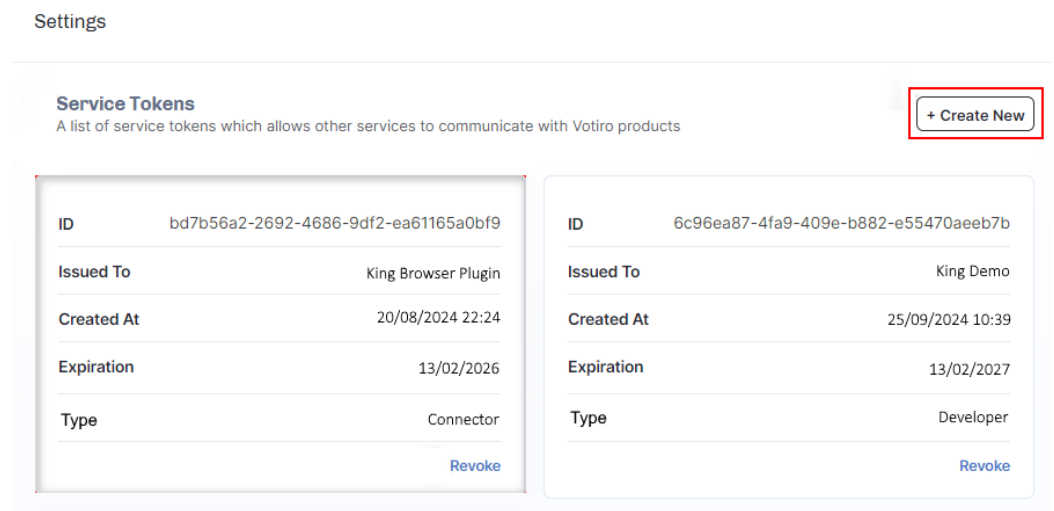 Settings
Service Tokens
A list of service tokens which allows other services to communicate with Votiro products
+ Create New
ID bd7b56a2-2692-4686-9df2-ea61165a0bf9
Issued To King Browser Plugin
Created At 20/08/2024 22:24
Expiration 13/02/2026
Type Connector
Revoke
ID 6c96ea87-4fa9-409e-b882-e55470aeeb7b
Issued To King Demo
Created At 25/09/2024 10:39
Expiration 13/02/2027
Type Developer
Revoke